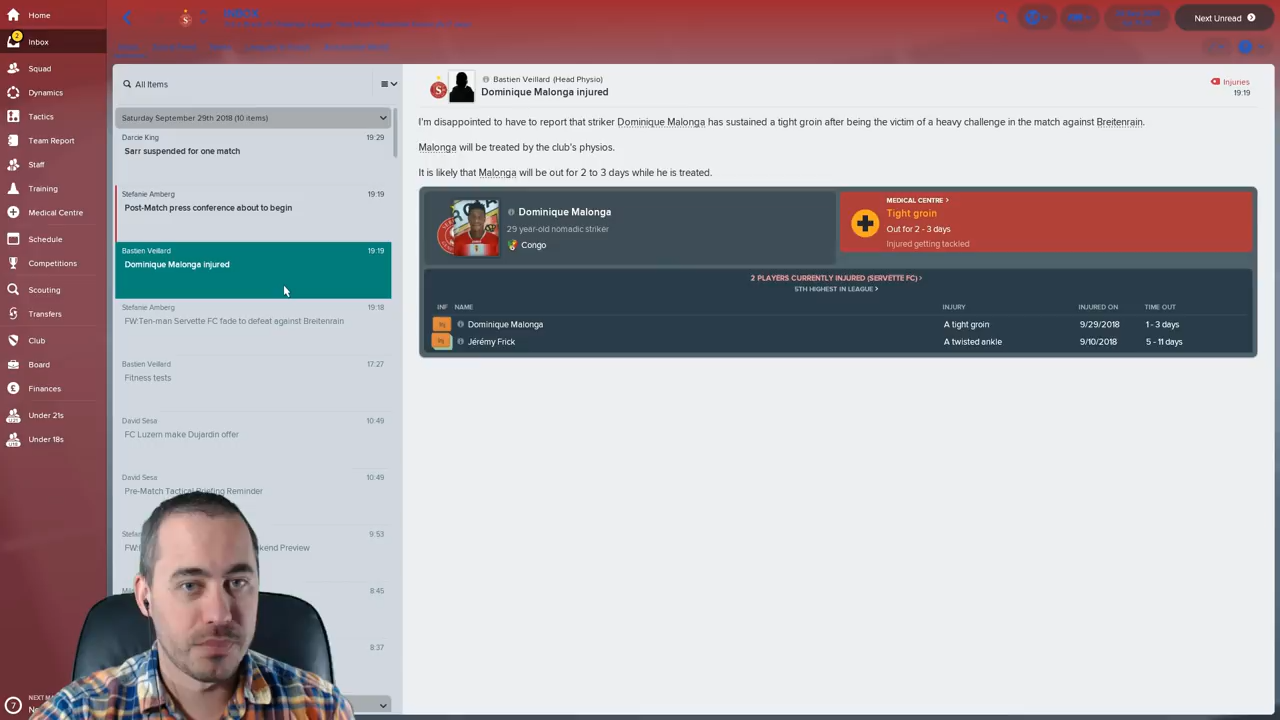 Home
INBOX
Next Unread
2
Inbox
Squad
Dynamics
Tactics
Team Report
Staff
Training
Medical Centre
Schedule
Competitions
Scouting
Transfers
Club
Board
Finances
Under 21s
Under 18s
All Items
Saturday September 29th 2018 (10 items)
Darcie King 19:29
Sarr suspended for one match
Stefanie Amberg 19:19
Post-Match press conference about to begin
Bastien Veillard 19:19
Dominique Malonga injured
Stefanie Amberg 19:18
FW:Ten-man Servette FC fade to defeat against Breitenrain
Bastien Veillard 17:27
Fitness tests
David Sesa 10:49
FC Luzern make Dujardin offer
David Sesa 10:49
Pre-Match Tactical Briefing Reminder
9:53
8:45
8:37
Bastien Veillard (Head Physio)
Dominique Malonga injured
Injuries
19:19
I'm disappointed to have to report that striker Dominique Malonga has sustained a tight groin after being the victim of a heavy challenge in the match against Breitenrain.
Malonga will be treated by the club's physios.
It is likely that Malonga will be out for 2 to 3 days while he is treated.
Dominique Malonga
29 year-old nomadic striker
Congo
MEDICAL CENTRE >
Tight groin
Out for 2 - 3 days
Injured getting tackled
2 PLAYERS CURRENTLY INJURED (SERVETTE FC) >
5TH HIGHEST IN LEAGUE >
INF NAME INJURY INJURED ON TIME OUT
Inj Dominique Malonga A tight groin 9/29/2018 1 - 3 days
Inj Jérémy Frick A twisted ankle 9/10/2018 5 - 11 days